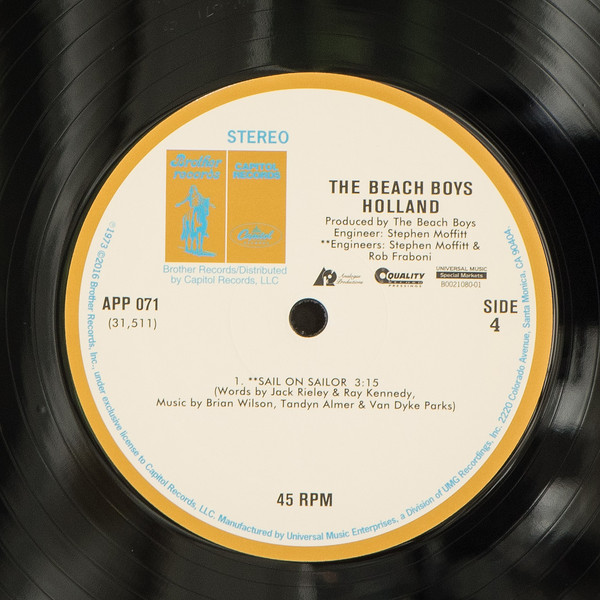 STEREO
Brother
records
CAPITOL
RECORDS
Capitol
Brother Records/Distributed
by Capitol Records, LLC
THE BEACH BOYS
HOLLAND
Produced by The Beach Boys
Engineer: Stephen Moffitt
**Engineers: Stephen Moffitt &
Rob Fraboni
Analogue
Productions
QUALITY
RECORD
PRESSINGS
UNIVERSAL MUSIC
Special Markets
B0021080-01
APP 071
(31,511)
SIDE
4
1. **SAIL ON SAILOR 3:15
(Words by Jack Rieley & Ray Kennedy,
Music by Brian Wilson, Tandyn Almer & Van Dyke Parks)
45 RPM
℗1973 ©2016 Brother Records, Inc., under exclusive license to Capitol Records, LLC. Manufactured by Universal Music Enterprises, a Division of UMG Recordings, Inc. 2220 Colorado Avenue, Santa Monica, CA 90404.